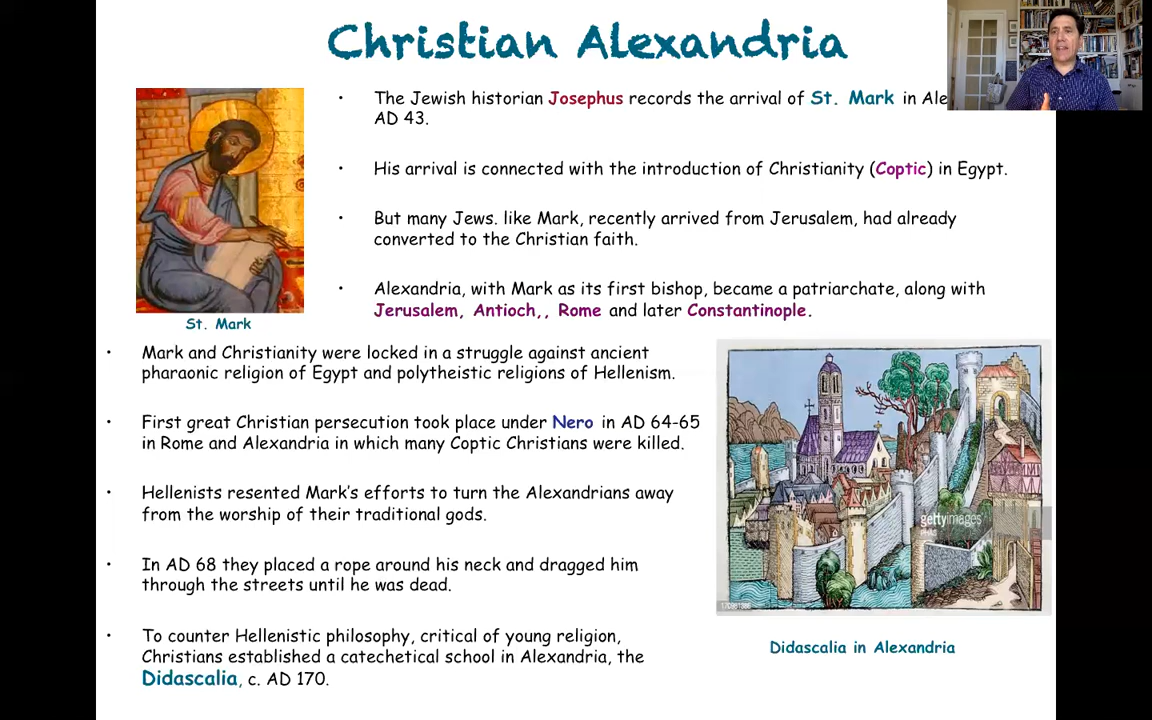 Christian Alexandria
• The Jewish historian Josephus records the arrival of St. Mark in Ale
AD 43.
• His arrival is connected with the introduction of Christianity (Coptic) in Egypt.
• But many Jews. like Mark, recently arrived from Jerusalem, had already
converted to the Christian faith.
• Alexandria, with Mark as its first bishop, became a patriarchate, along with
Jerusalem, Antioch,, Rome and later Constantinople.
St. Mark
• Mark and Christianity were locked in a struggle against ancient
pharaonic religion of Egypt and polytheistic religions of Hellenism.
• First great Christian persecution took place under Nero in AD 64-65
in Rome and Alexandria in which many Coptic Christians were killed.
• Hellenists resented Mark's efforts to turn the Alexandrians away
from the worship of their traditional gods.
• In AD 68 they placed a rope around his neck and dragged him
through the streets until he was dead.
• To counter Hellenistic philosophy, critical of young religion,
Christians established a catechetical school in Alexandria, the
Didascalia, c. AD 170.
gettyimages
Didascalia in Alexandria